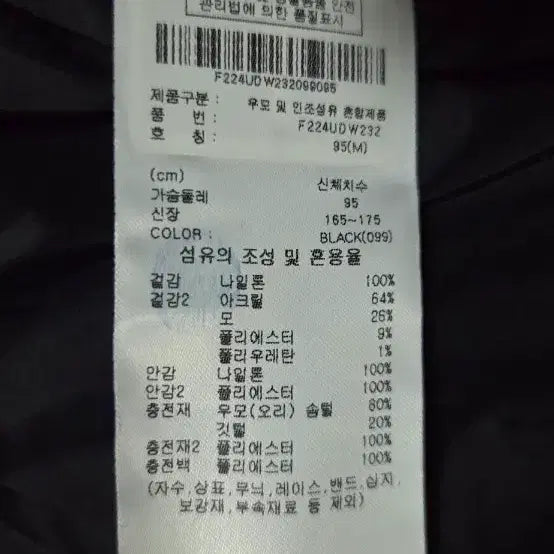 안전
관리법에 의한 품질표시
F224UDW232099095
제품구분 : 우모 및 인조섬유 혼합제품
품 번 : F224UDW232
호 칭 : 95(M)
(cm) 신체치수
가슴둘레 95
신장 165~175
COLOR : BLACK(099)
섬유의 조성 및 혼용율
겉감 나일론 100%
겉감2 아크릴 64%
모 26%
폴리에스터 9%
폴리우레탄 1%
안감 나일론 100%
안감2 폴리에스터 100%
충전재 우모(오리) 솜털 80%
깃털 20%
충전재2 폴리에스터 100%
충전백 폴리에스터 100%
(자수,상표,무늬,레이스,밴드,심지,
보강재,부속재료 등 제외)